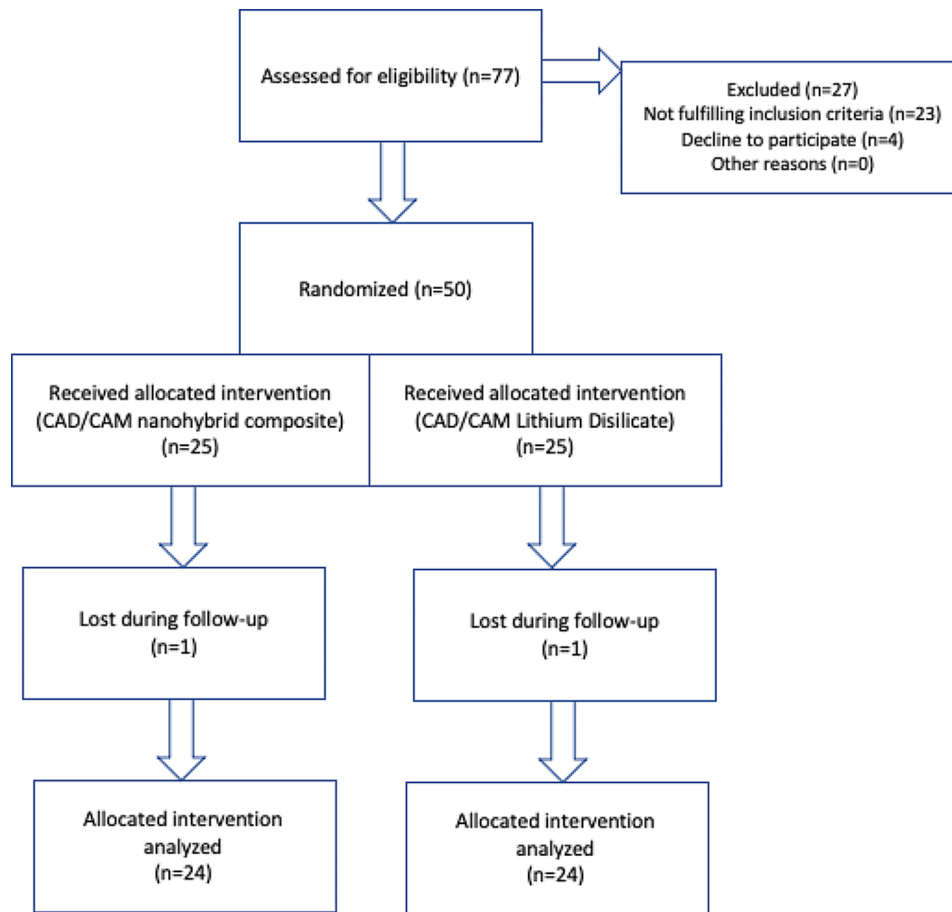 Assessed for eligibility (n=77)
Excluded (n=27)
Not fulfilling inclusion criteria (n=23)
Decline to participate (n=4)
Other reasons (n=0)
Randomized (n=50)
Received allocated intervention
(CAD/CAM nanohybrid composite)
(n=25)
Received allocated intervention
(CAD/CAM Lithium Disilicate)
(n=25)
Lost during follow-up
(n=1)
Lost during follow-up
(n=1)
Allocated intervention
analyzed
(n=24)
Allocated intervention
analyzed
(n=24)